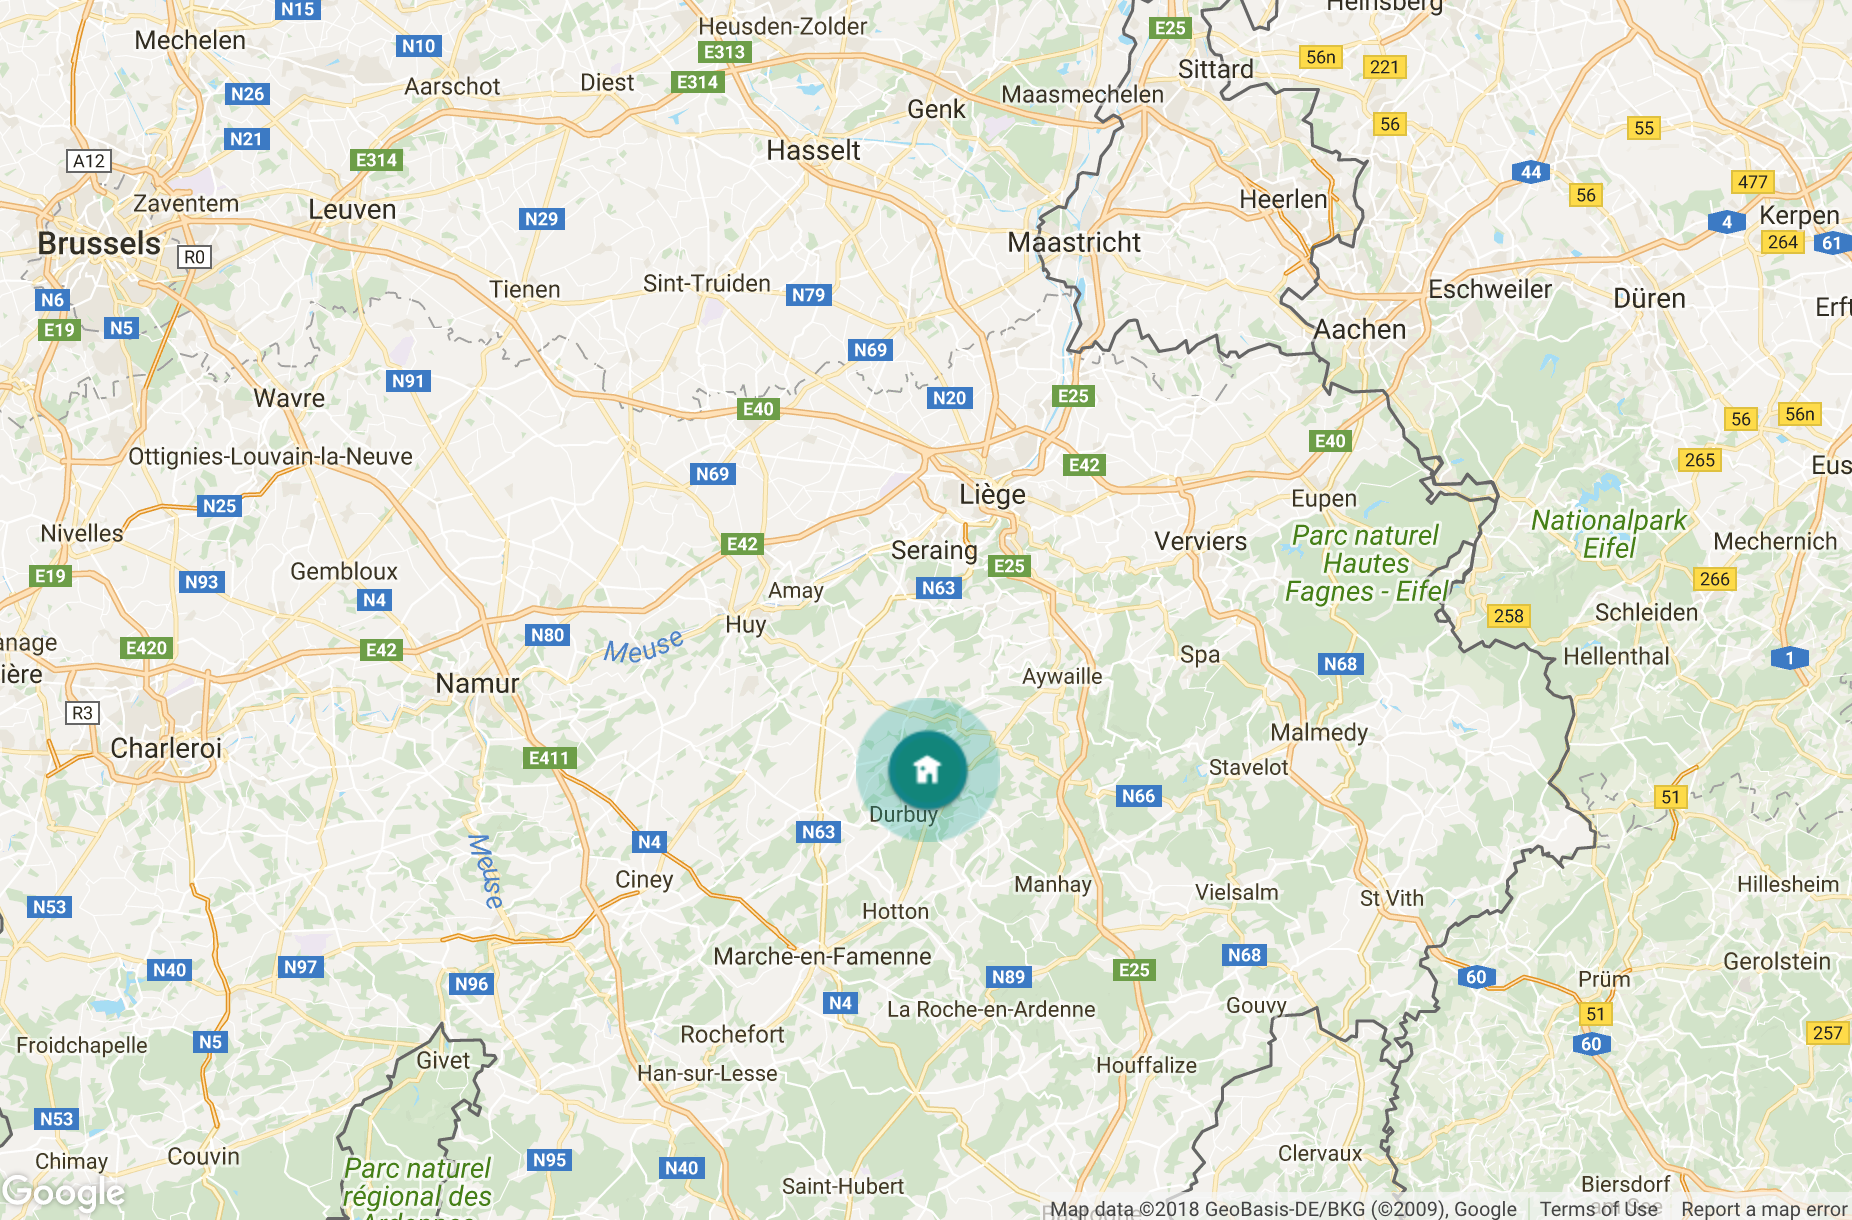 N15
Heinsberg
Mechelen
N10
Heusden-Zolder
E313
E25
56n
221
Sittard
E314
Aarschot
Diest
N26
Maasmechelen
Genk
56
55
N21
A12
E314
Hasselt
44
477
56
Zaventem
Leuven
Heerlen
Kerpen
N29
4
Brussels
R0
Maastricht
264
61
Tienen
Sint-Truiden
N79
Eschweiler
Düren
Erft
N6
E19
N5
Aachen
N69
N91
Wavre
N20
E25
E40
56
56n
E40
Ottignies-Louvain-la-Neuve
N69
E42
265
Eus
N25
Liège
Eupen
Nivelles
E42
Seraing
Verviers
Parc naturel
Hautes
Fagnes - Eifel
Nationalpark
Eifel
Mechernich
E19
N93
Gembloux
N4
Amay
N63
E25
266
Huy
258
Schleiden
anage
E420
E42
N80
Meuse
ière
Namur
Aywaille
Spa
N68
Hellenthal
1
R3
Charleroi
E411
Malmedy
Stavelot
N66
51
Durbuy
N63
N4
Meuse
Ciney
Manhay
Vielsalm
St Vith
Hillesheim
N53
Hotton
Marche-en-Famenne
N68
N40
N97
N96
N89
E25
60
Prüm
Gerolstein
N4
La Roche-en-Ardenne
Gouvy
51
Froidchapelle
N5
Givet
Rochefort
60
257
Han-sur-Lesse
Houffalize
N53
Chimay
Couvin
Parc naturel
régional des
Ardennes
N95
N40
Clervaux
Saint-Hubert
Biersdorf
am See
Bastogne
Google
Map data ©2018 GeoBasis-DE/BKG (©2009), Google
Terms of Use
Report a map error